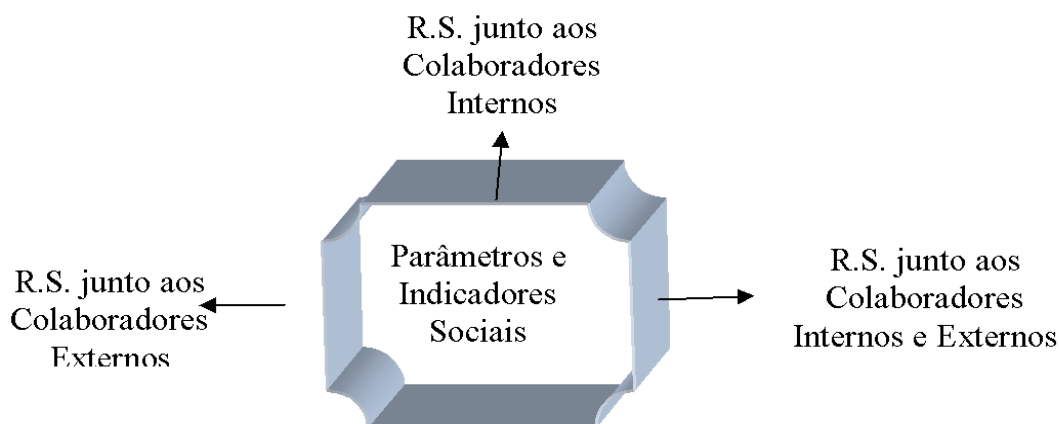 R.S. junto aos
Colaboradores
Internos
Parâmetros e
Indicadores
Sociais
R.S. junto aos
Colaboradores
Externos
R.S. junto aos
Colaboradores
Internos e Externos